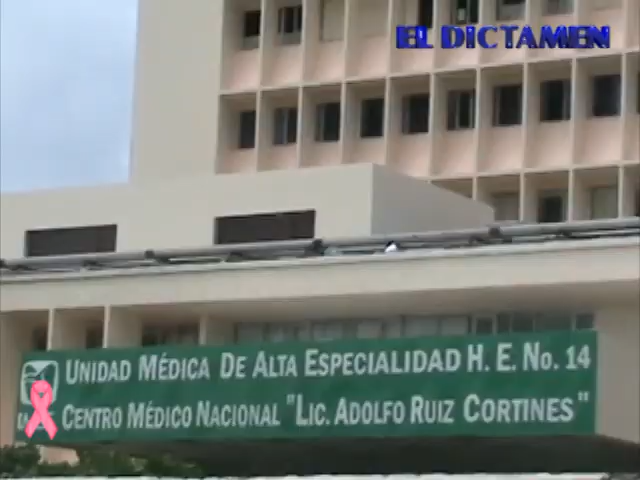 EL DICTAMEN
UNIDAD MÉDICA DE ALTA ESPECIALIDAD H. E. NO. 14
CENTRO MÉDICO NACIONAL "LIC. ADOLFO RUIZ CORTINES"